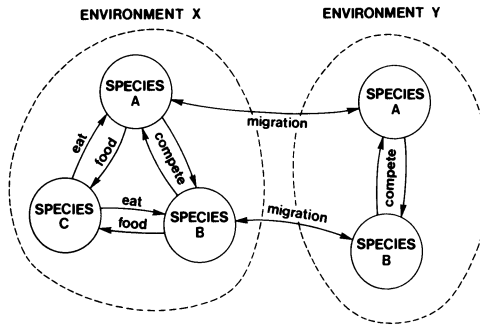 ENVIRONMENT X
ENVIRONMENT Y
SPECIES
A
SPECIES
A
migration
eat
food
compete
compete
SPECIES
C
eat
food
SPECIES
B
migration
SPECIES
B